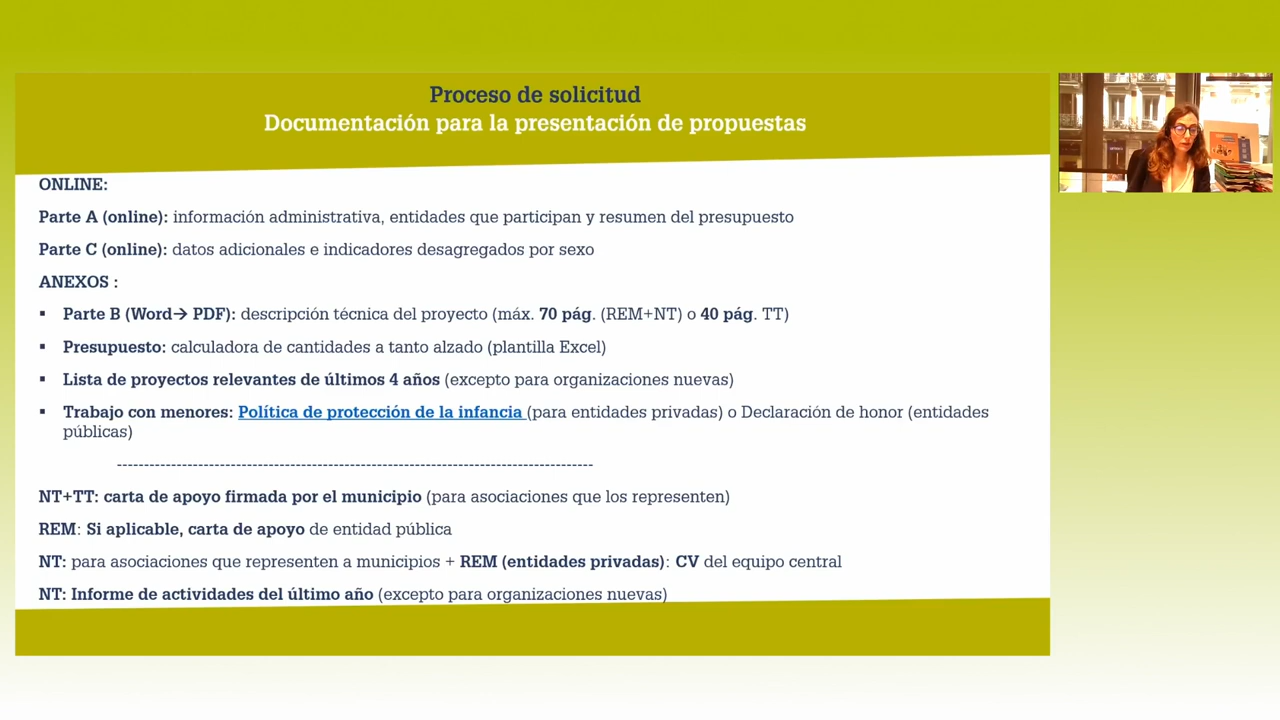 Proceso de solicitud
Documentación para la presentación de propuestas
ONLINE:
Parte A (online): información administrativa, entidades que participan y resumen del presupuesto
Parte C (online): datos adicionales e indicadores desagregados por sexo
ANEXOS :
▪ Parte B (Word→ PDF): descripción técnica del proyecto (máx. 70 pág. (REM+NT) o 40 pág. TT)
▪ Presupuesto: calculadora de cantidades a tanto alzado (plantilla Excel)
▪ Lista de proyectos relevantes de últimos 4 años (excepto para organizaciones nuevas)
▪ Trabajo con menores: Política de protección de la infancia (para entidades privadas) o Declaración de honor (entidades
públicas)
----------------------------------------------------------------------------------------
NT+TT: carta de apoyo firmada por el municipio (para asociaciones que los representen)
REM: Si aplicable, carta de apoyo de entidad pública
NT: para asociaciones que representen a municipios + REM (entidades privadas): CV del equipo central
NT: Informe de actividades del último año (excepto para organizaciones nuevas)